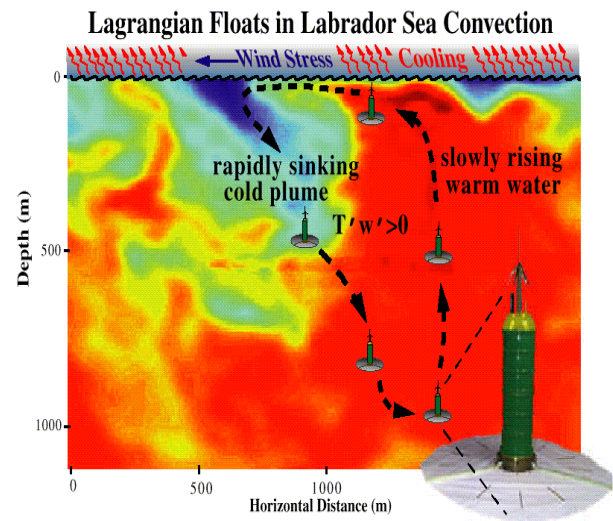 Lagrangian Floats in Labrador Sea Convection
Wind Stress
Cooling
0
rapidly sinking
cold plume
slowly rising
warm water
T'w'>0
500
1000
Depth (m)
0
500
1000
Horizontal Distance (m)